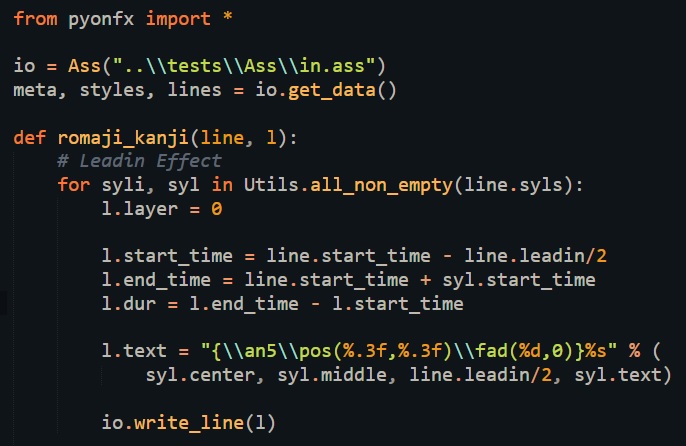 from pyonfx import *
io = Ass("..\\tests\\Ass\\in.ass")
meta, styles, lines = io.get_data()
def romaji_kanji(line, l):
# Leadin Effect
for syli, syl in Utils.all_non_empty(line.syls):
l.layer = 0
l.start_time = line.start_time - line.leadin/2
l.end_time = line.start_time + syl.start_time
l.dur = l.end_time - l.start_time
l.text = "{\\an5\\pos(%.3f,%.3f)\\fad(%d,0)}%s" % (
syl.center, syl.middle, line.leadin/2, syl.text)
io.write_line(l)